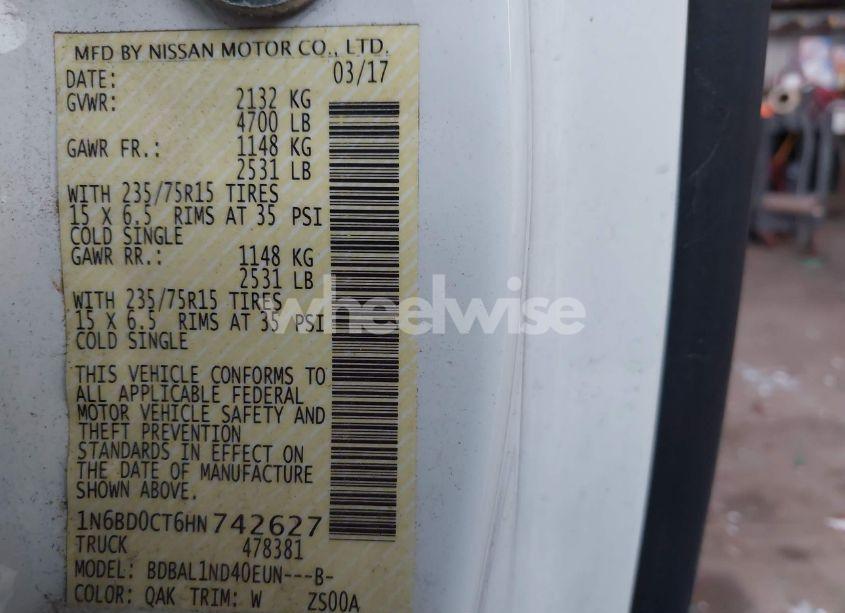 MFD BY NISSAN MOTOR CO., LTD.
DATE: 03/17
GVWR: 2132 KG
4700 LB
GAWR FR.: 1148 KG
2531 LB
WITH 235/75R15 TIRES
15 X 6.5 RIMS AT 35 PSI
COLD SINGLE
GAWR RR.: 1148 KG
2531 LB
WITH 235/75R15 TIRES
15 X 6.5 RIMS AT 35 PSI
COLD SINGLE
THIS VEHICLE CONFORMS TO
ALL APPLICABLE FEDERAL
MOTOR VEHICLE SAFETY AND
THEFT PREVENTION
STANDARDS IN EFFECT ON
THE DATE OF MANUFACTURE
SHOWN ABOVE.
1N6BD0CT6HN742627
TRUCK 478381
MODEL: BDBAL1ND40EUN---B-
COLOR: QAK TRIM: W ZS00A
wheelwise